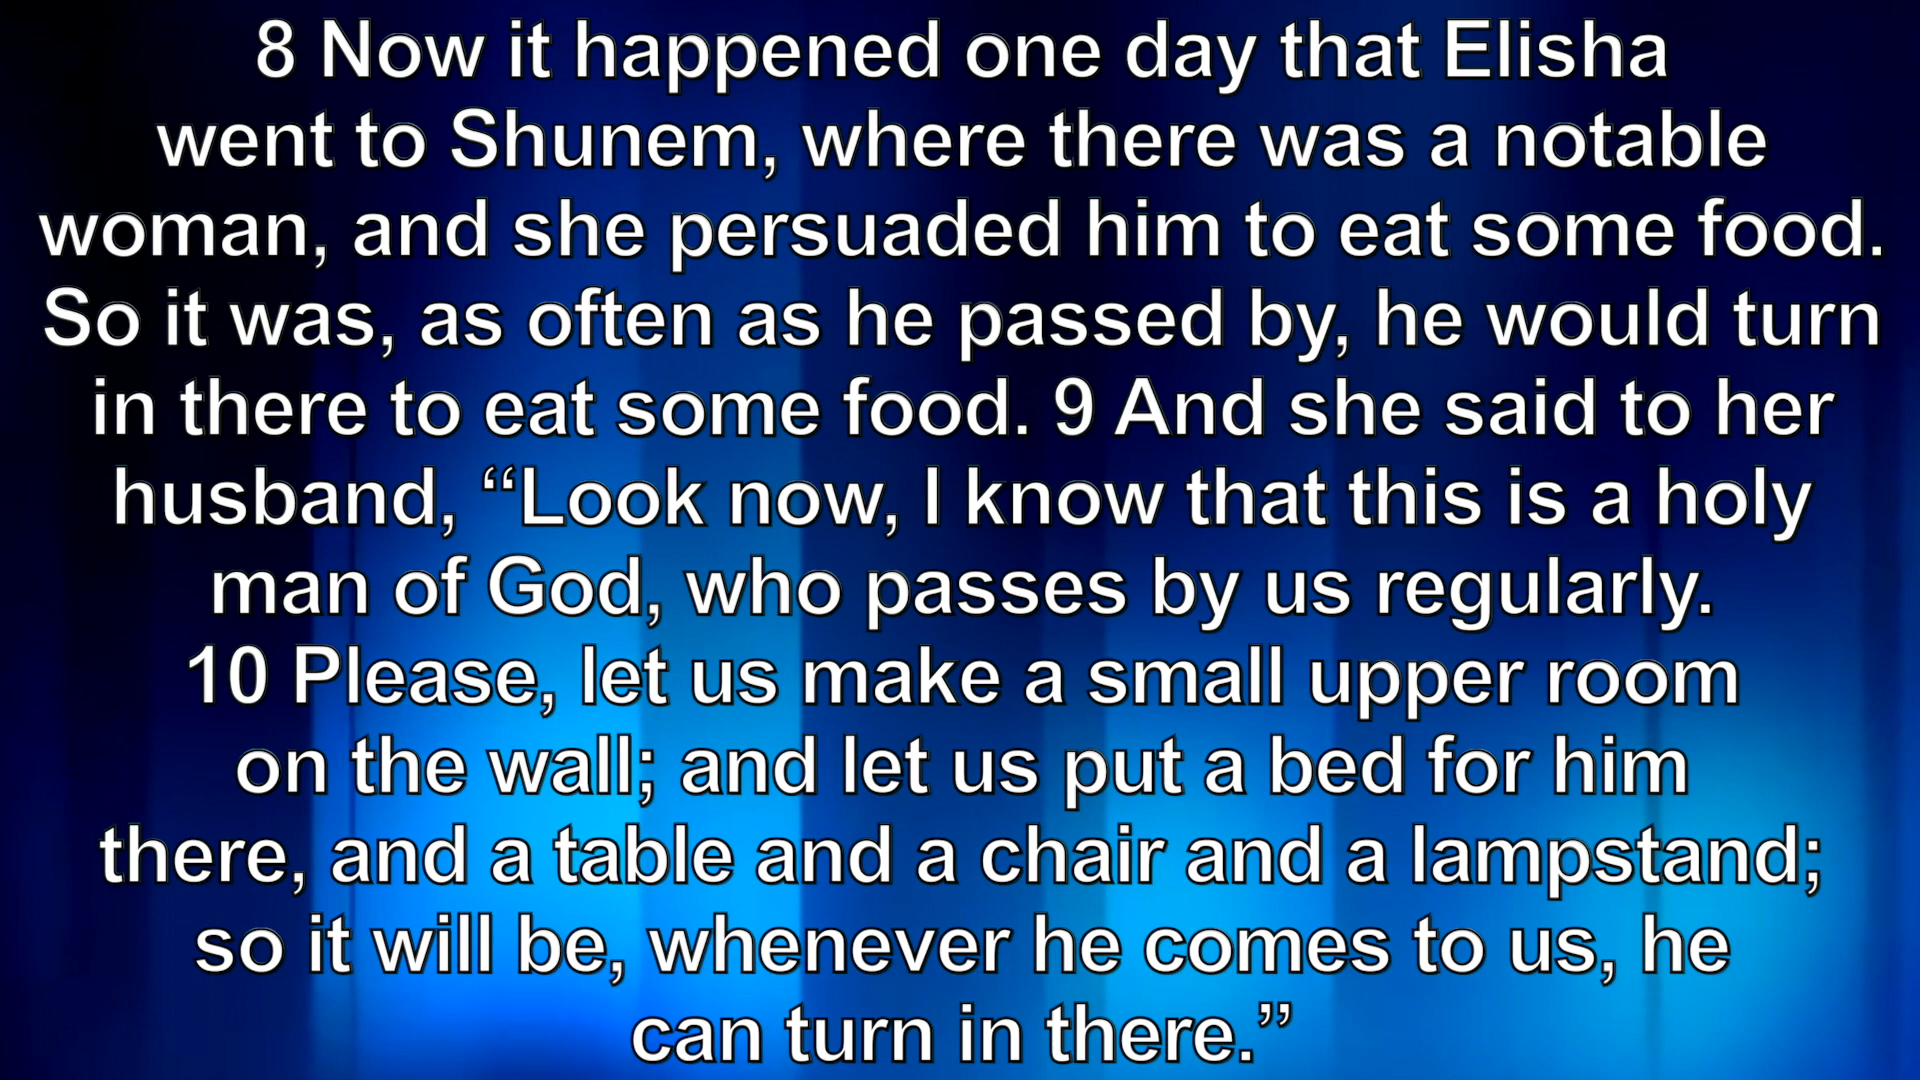 8 Now it happened one day that Elisha
went to Shunem, where there was a notable
woman, and she persuaded him to eat some food.
So it was, as often as he passed by, he would turn
in there to eat some food. 9 And she said to her
husband, “Look now, I know that this is a holy
man of God, who passes by us regularly.
10 Please, let us make a small upper room
on the wall; and let us put a bed for him
there, and a table and a chair and a lampstand;
so it will be, whenever he comes to us, he
can turn in there.”